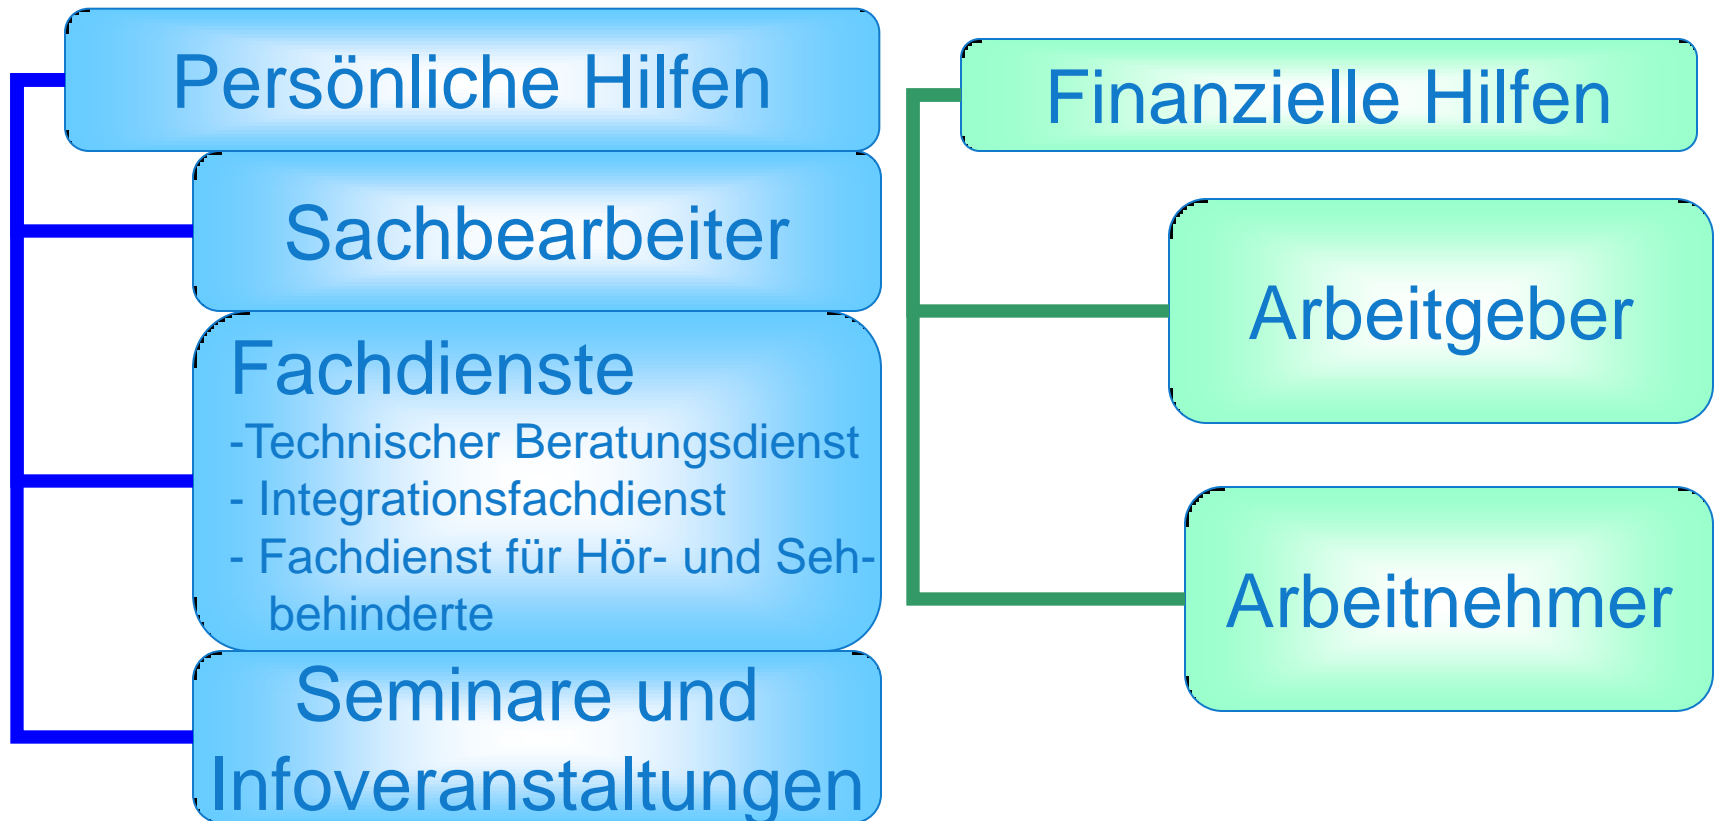 Persönliche Hilfen
Sachbearbeiter
Fachdienste
-Technischer Beratungsdienst
- Integrationsfachdienst
- Fachdienst für Hör- und Seh-
behinderte
Seminare und
Infoveranstaltungen
Finanzielle Hilfen
Arbeitgeber
Arbeitnehmer